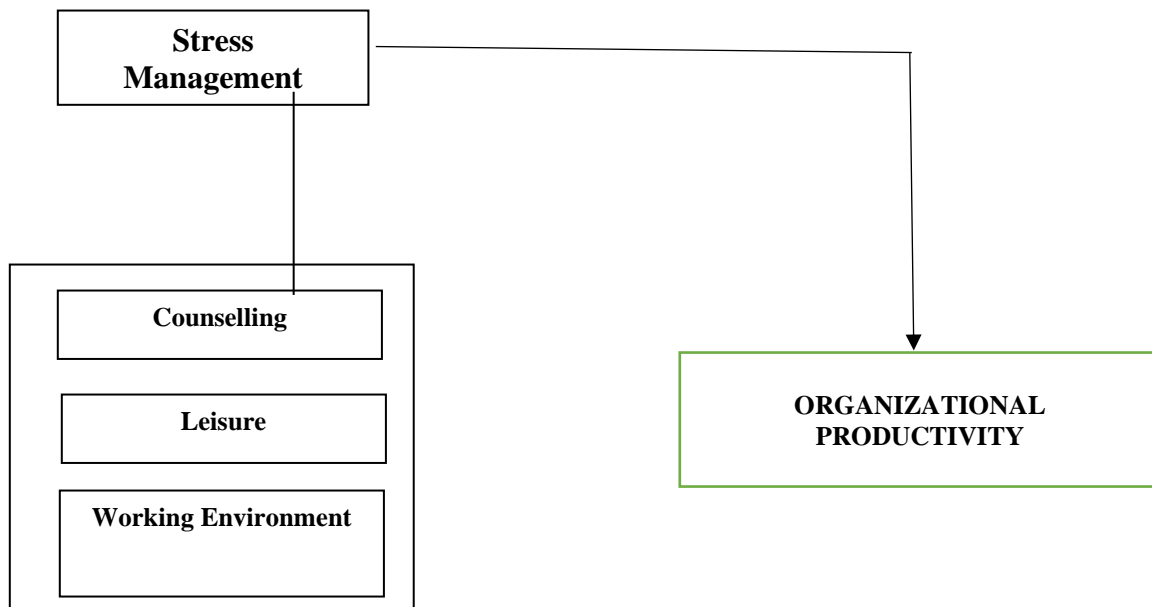 Stress
Management
Counselling
Leisure
Working Environment
ORGANIZATIONAL
PRODUCTIVITY